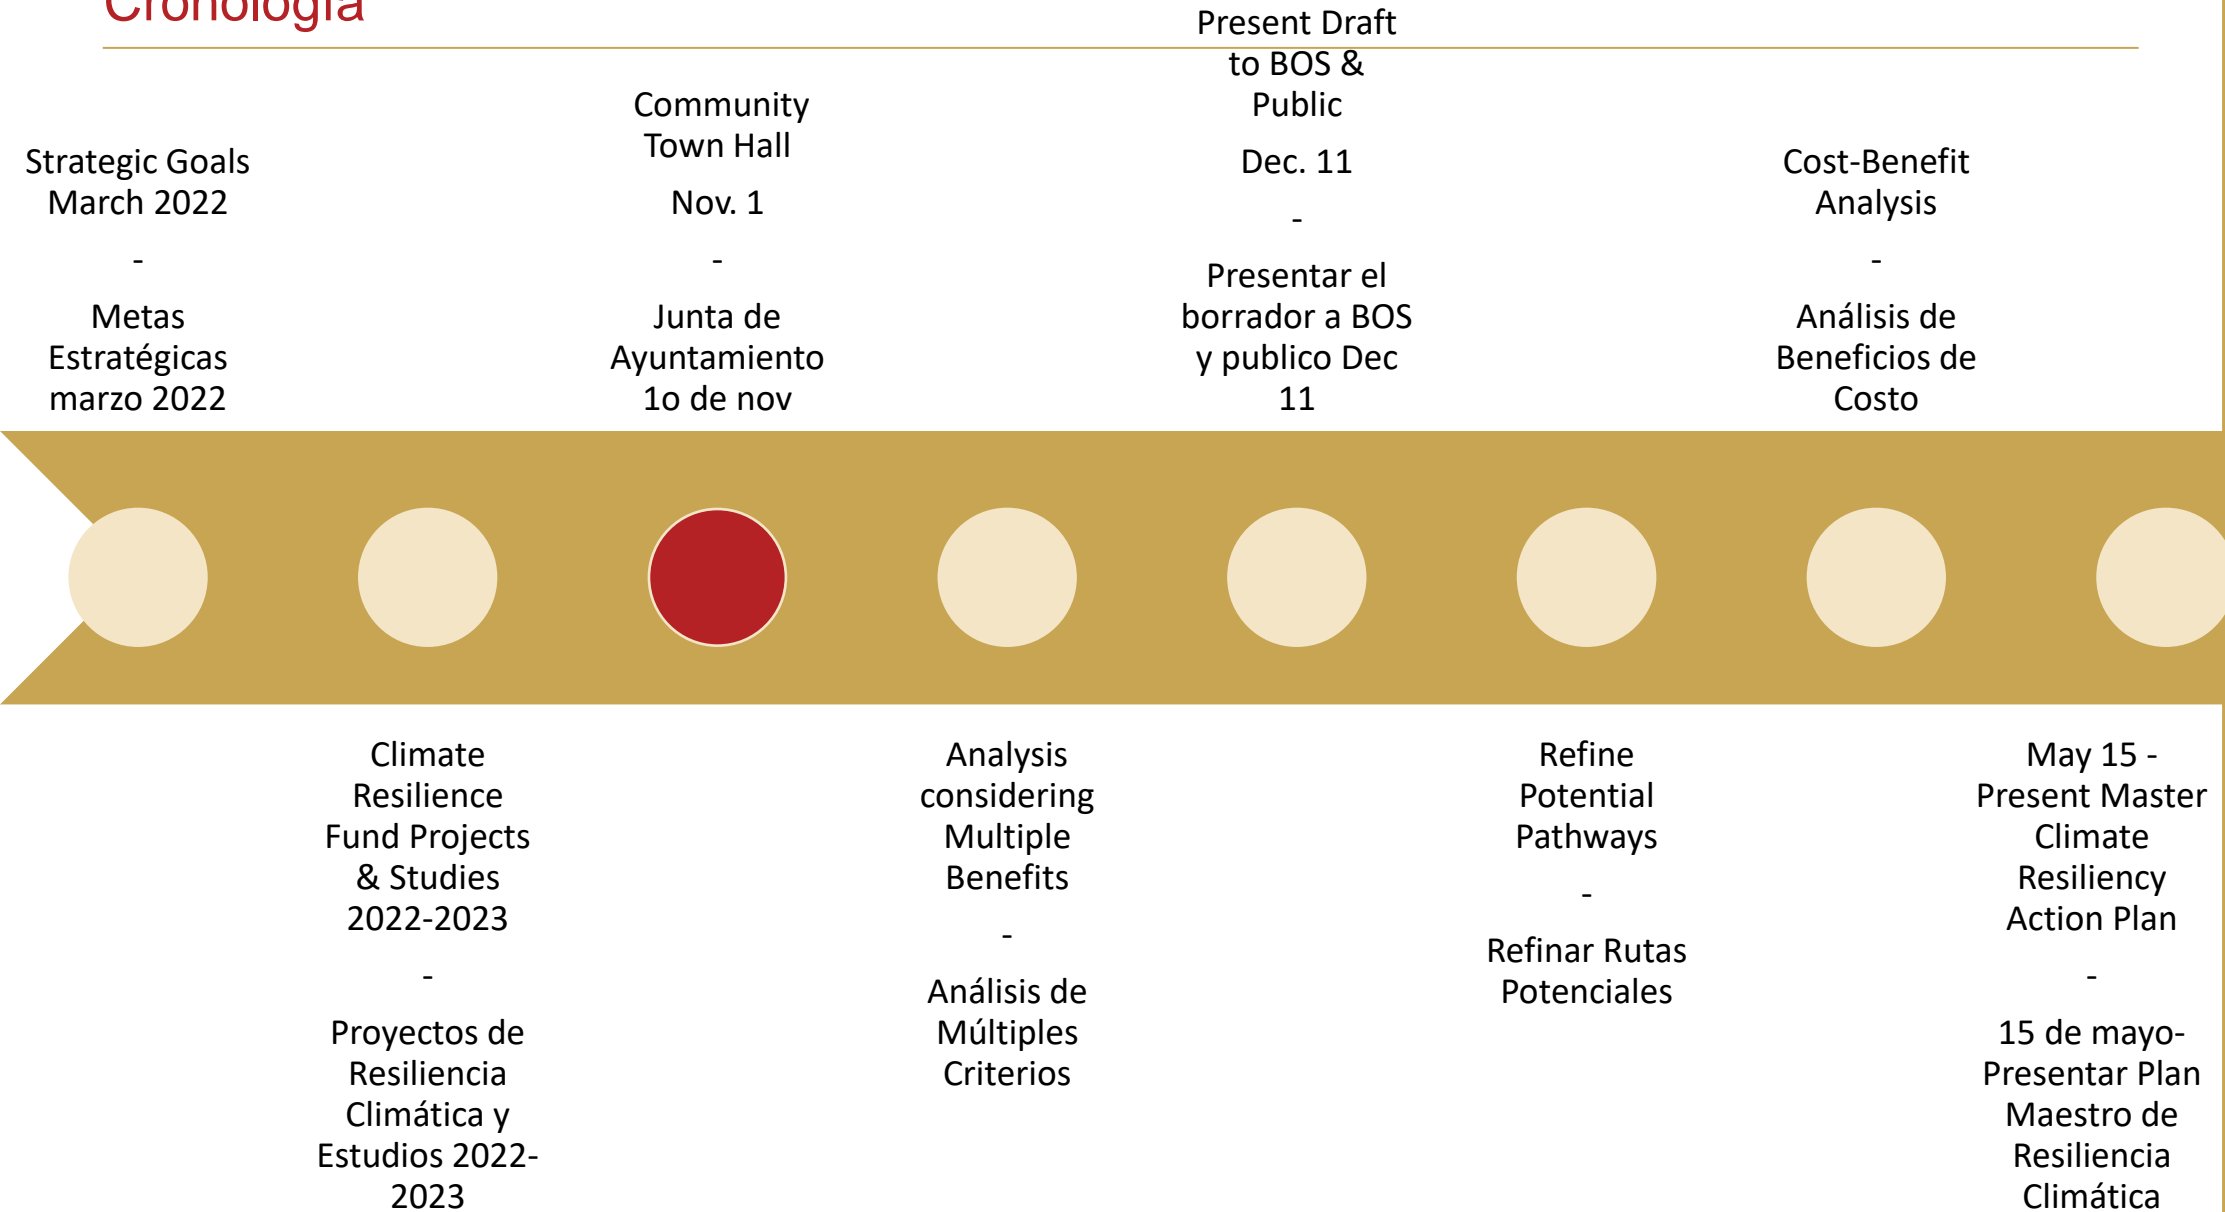 Cronología
Strategic Goals
March 2022
-
Metas
Estratégicas
marzo 2022
Climate
Resilience
Fund Projects
& Studies
2022-2023
-
Proyectos de
Resiliencia
Climática y
Estudios 2022-
2023
Community
Town Hall
Nov. 1
-
Junta de
Ayuntamiento
1o de nov
Analysis
considering
Multiple
Benefits
-
Análisis de
Múltiples
Criterios
Present Draft
to BOS &
Public
Dec. 11
-
Presentar el
borrador a BOS
y publico Dec
11
Refine
Potential
Pathways
-
Refinar Rutas
Potenciales
Cost-Benefit
Analysis
-
Análisis de
Beneficios de
Costo
May 15 -
Present Master
Climate
Resiliency
Action Plan
-
15 de mayo-
Presentar Plan
Maestro de
Resiliencia
Climática